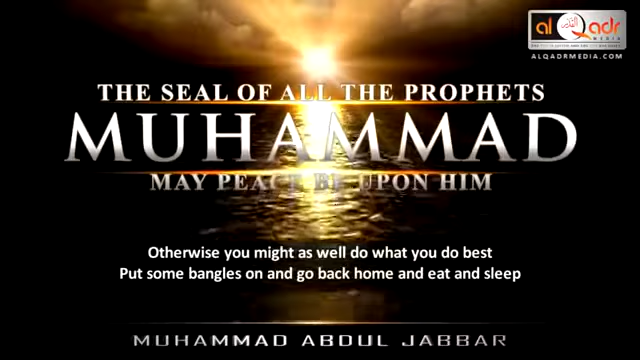 al Qadr
MEDIA
ALQADRMEDIA.COM
THE SEAL OF ALL THE PROPHETS
MUHAMMAD
MAY PEACE BE UPON HIM
Otherwise you might as well do what you do best
Put some bangles on and go back home and eat and sleep
MUHAMMAD ABDUL JABBAR